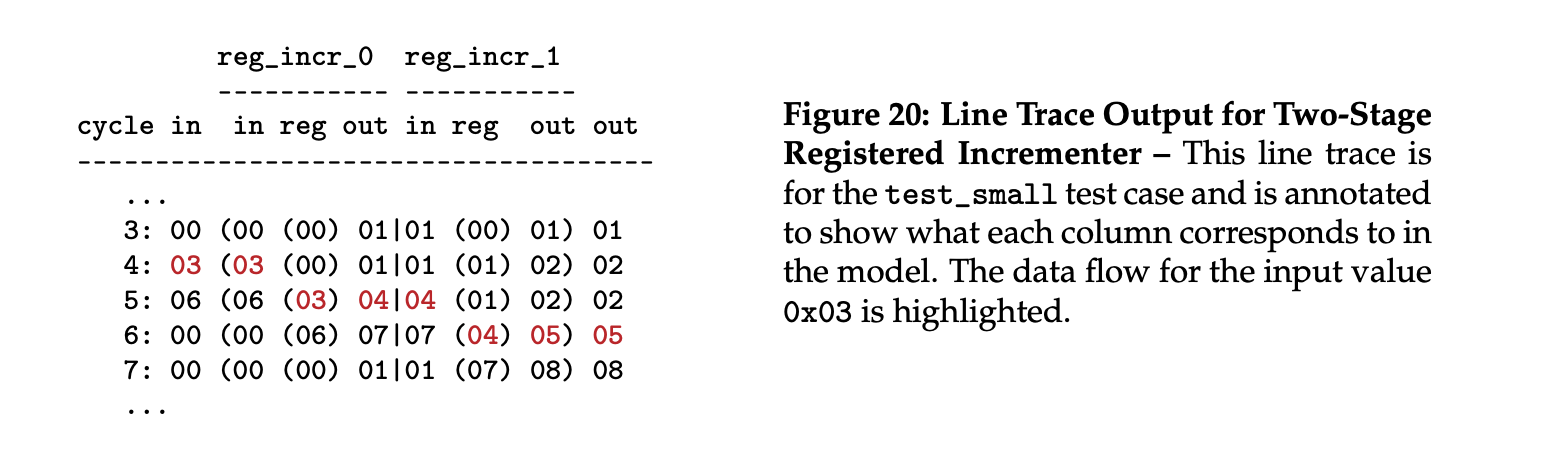 reg_incr_0 reg_incr_1
----------- -----------
cycle in in reg out in reg out out
-------------------------------------
...
3: 00 (00 (00) 01|01 (00) 01) 01
4: 03 (03 (00) 01|01 (01) 02) 02
5: 06 (06 (03) 04|04 (01) 02) 02
6: 00 (00 (06) 07|07 (04) 05) 05
7: 00 (00 (00) 01|01 (07) 08) 08
...
Figure 20: Line Trace Output for Two-Stage
Registered Incrementer – This line trace is
for the test_small test case and is annotated
to show what each column corresponds to in
the model. The data flow for the input value
0x03 is highlighted.